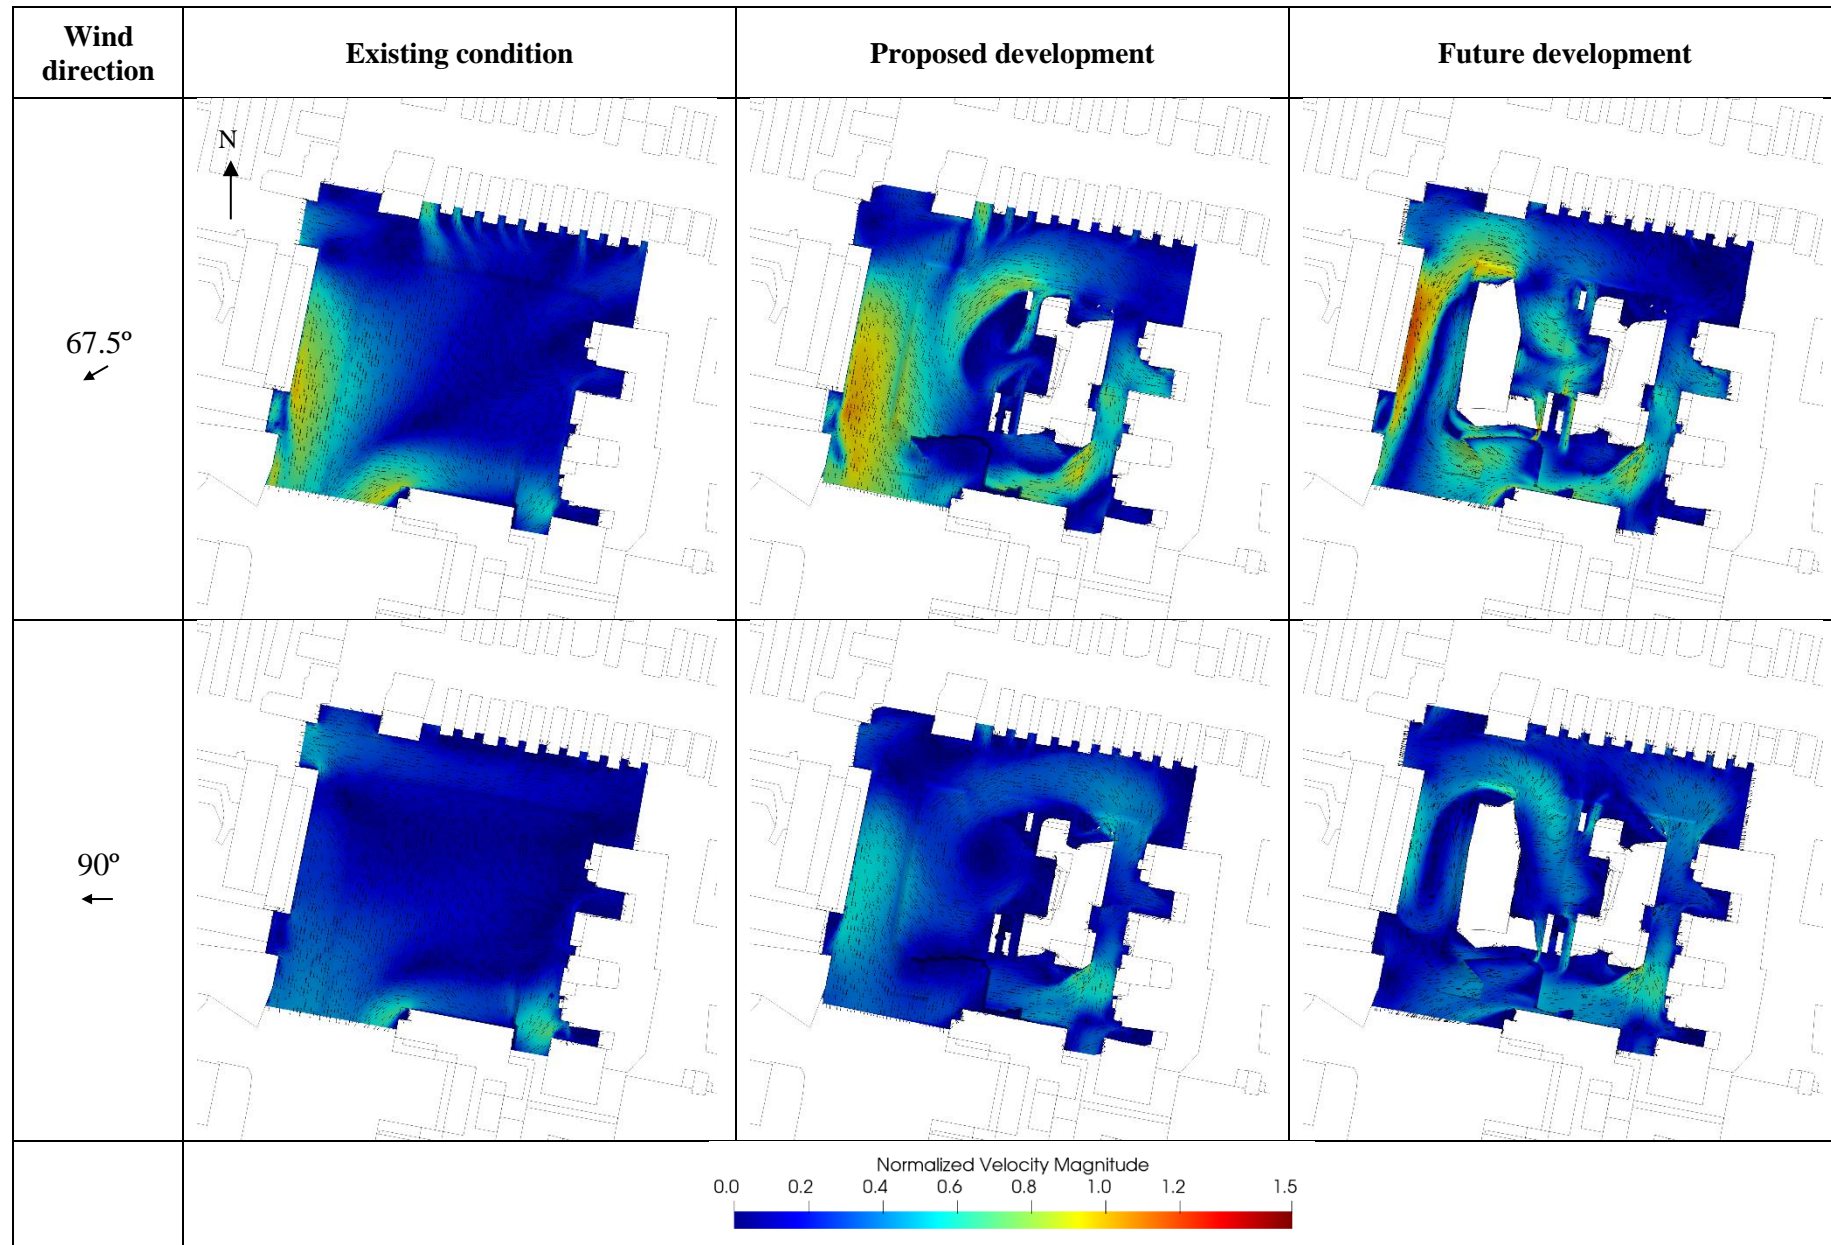 Wind direction
Existing condition
Proposed development
Future development
N
67.5º
90º
Normalized Velocity Magnitude
0.0 0.2 0.4 0.6 0.8 1.0 1.2 1.5